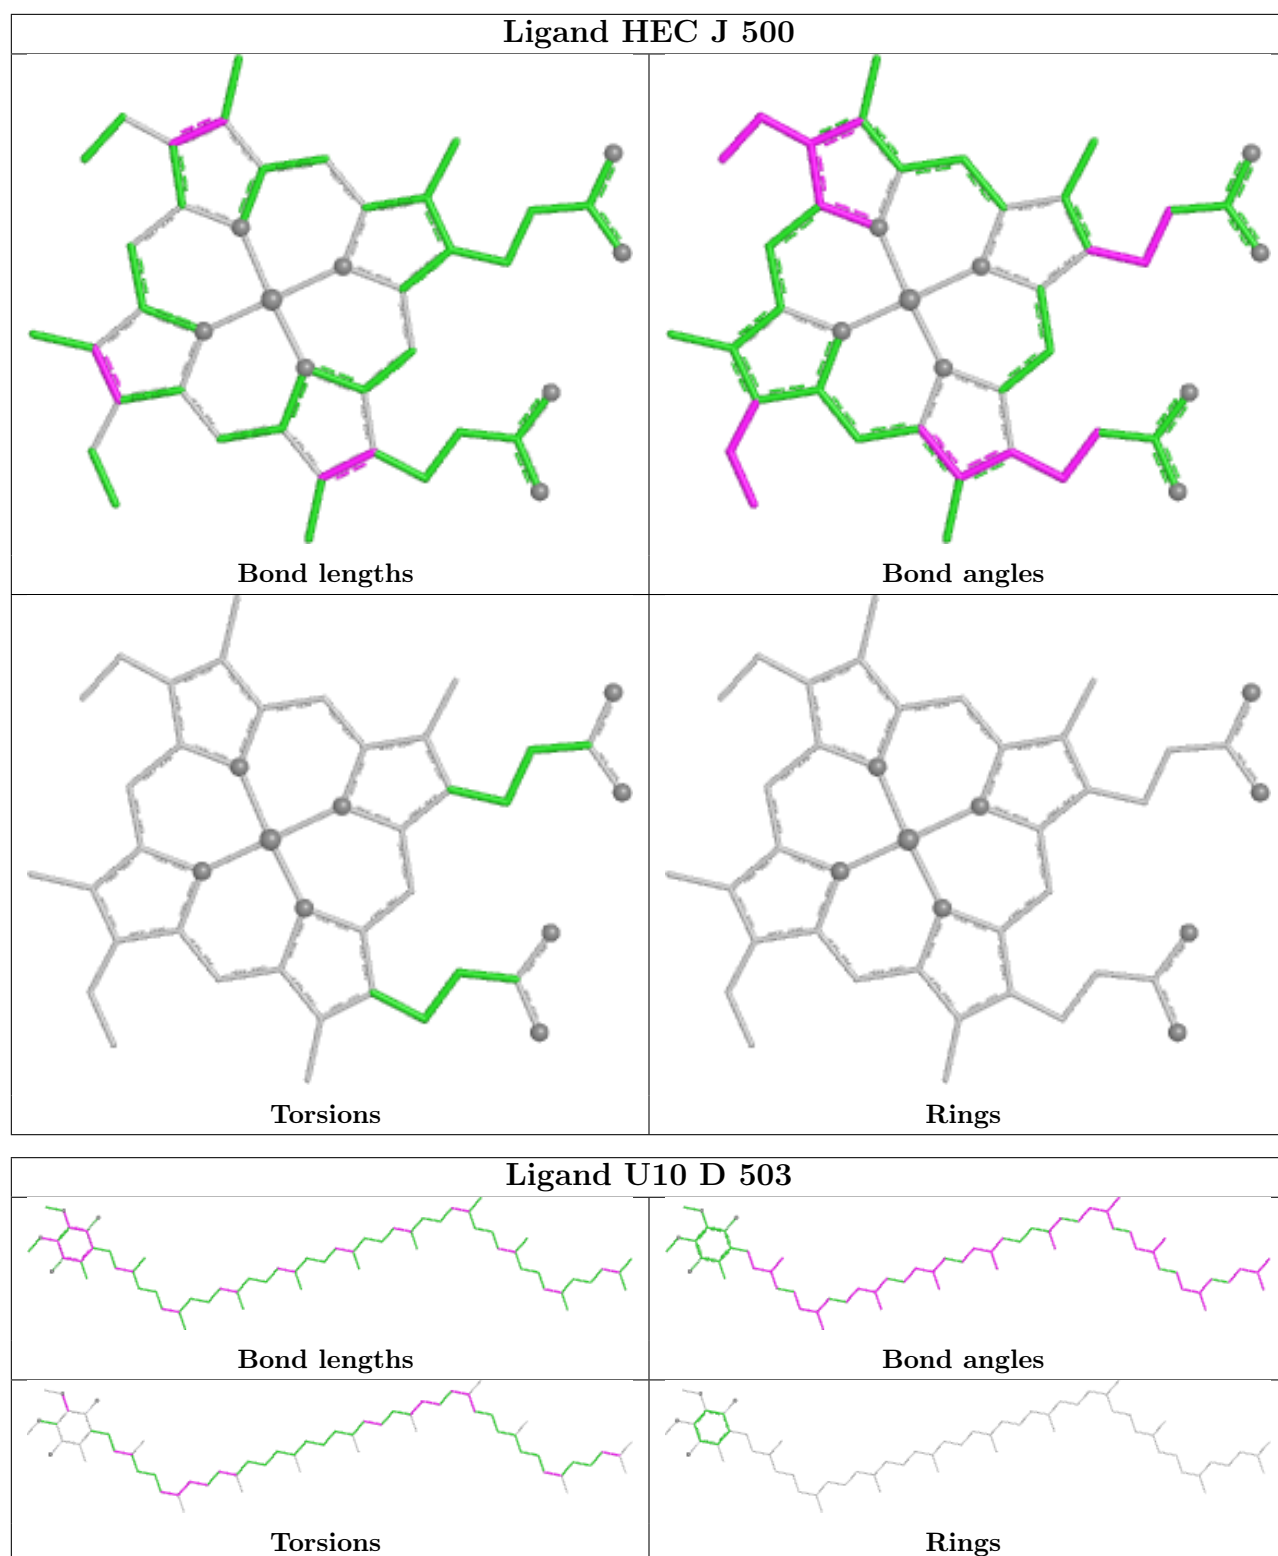 Ligand HEC J 500
Bond lengths
Bond angles
Torsions
Rings
Ligand U10 D 503
Bond lengths
Bond angles
Torsions
Rings